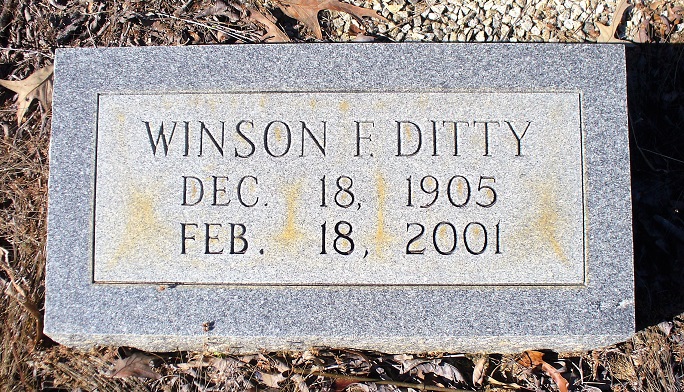 WINSON F. DITTY
DEC. 18, 1905
FEB. 18, 2001